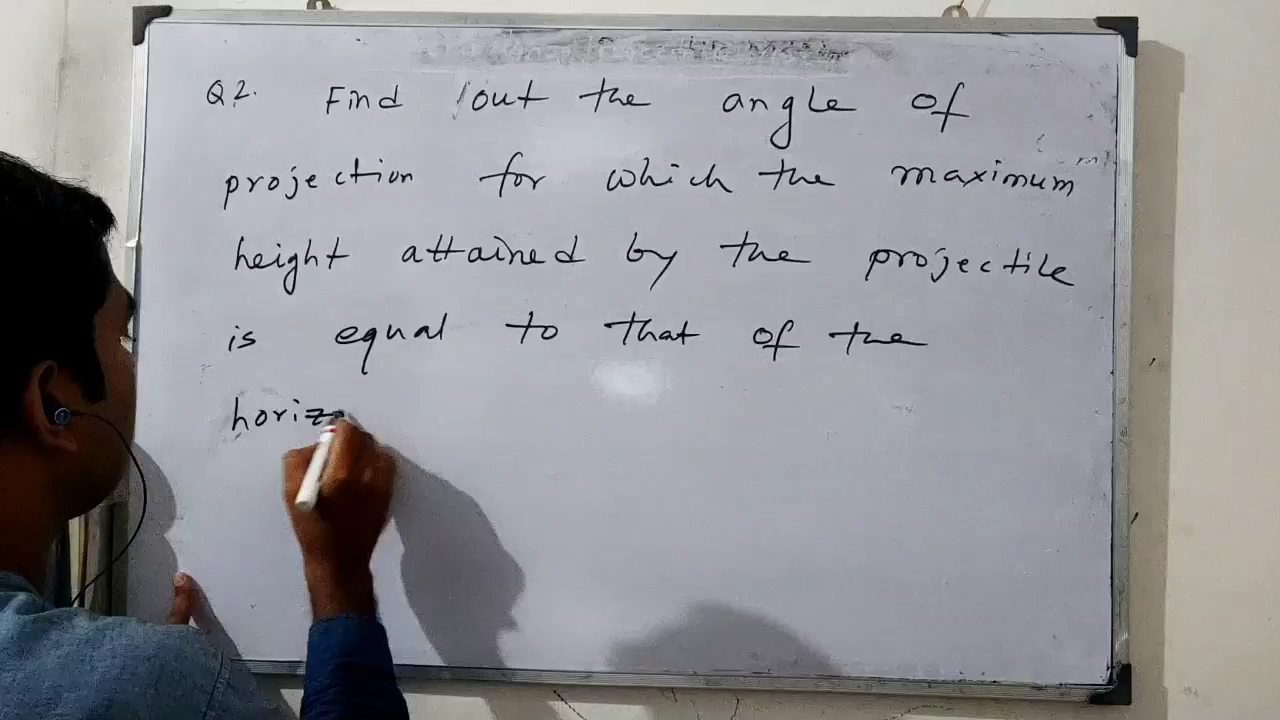 Q2. Find out the angle of
projection for which the maximum
height attained by the projectile
is equal to that of the
horizo